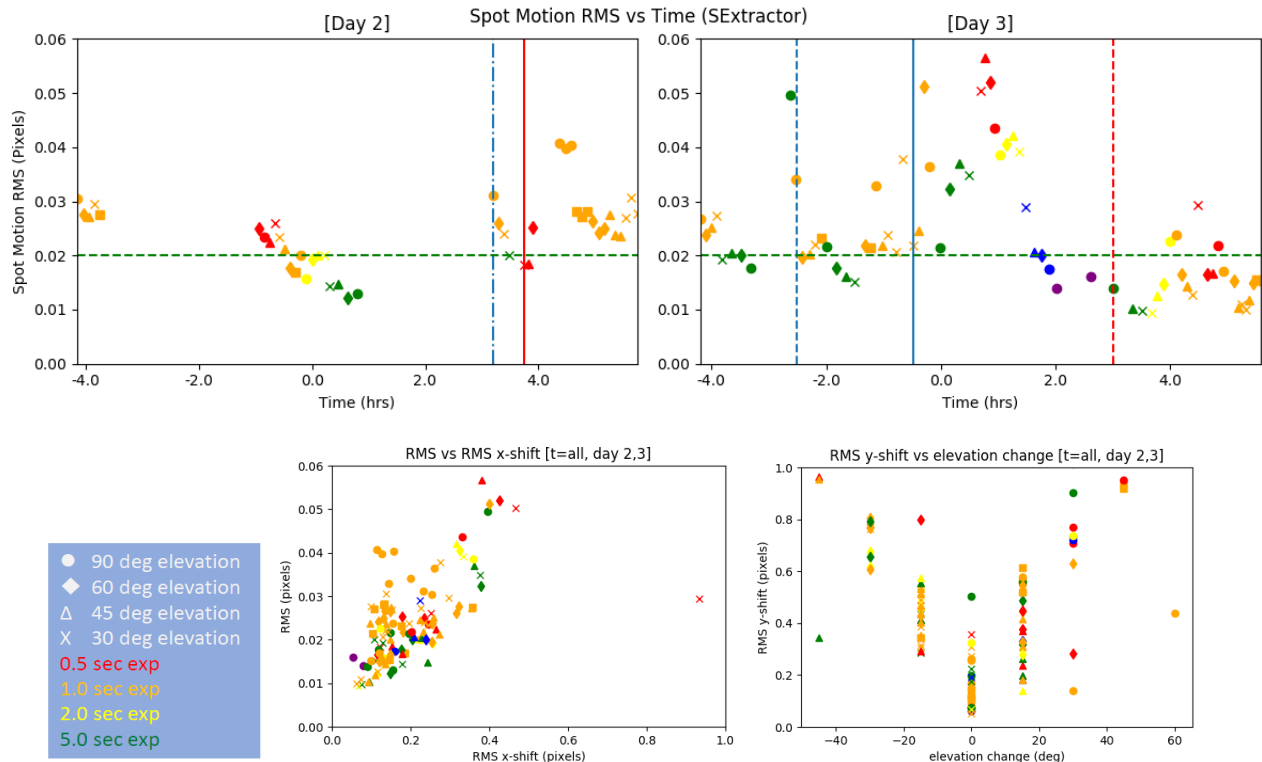 Spot Motion RMS vs Time (SExtractor)
[Day 2]
[Day 3]
0.06
0.05
0.04
0.03
0.02
0.01
0.00
Spot Motion RMS (Pixels)
-4.0 -2.0 0.0 2.0 4.0
Time (hrs)
0.06
0.05
0.04
0.03
0.02
0.01
0.00
-4.0 -2.0 0.0 2.0 4.0
Time (hrs)
90 deg elevation
60 deg elevation
45 deg elevation
30 deg elevation
0.5 sec exp
1.0 sec exp
2.0 sec exp
5.0 sec exp
RMS vs RMS x-shift [t=all, day 2,3]
0.06
0.05
0.04
0.03
0.02
0.01
0.00
RMS (pixels)
0.0 0.2 0.4 0.6 0.8 1.0
RMS x-shift (pixels)
RMS y-shift vs elevation change [t=all, day 2,3]
1.0
0.8
0.6
0.4
0.2
0.0
RMS y-shift (pixels)
−40 −20 0 20 40 60
elevation change (deg)